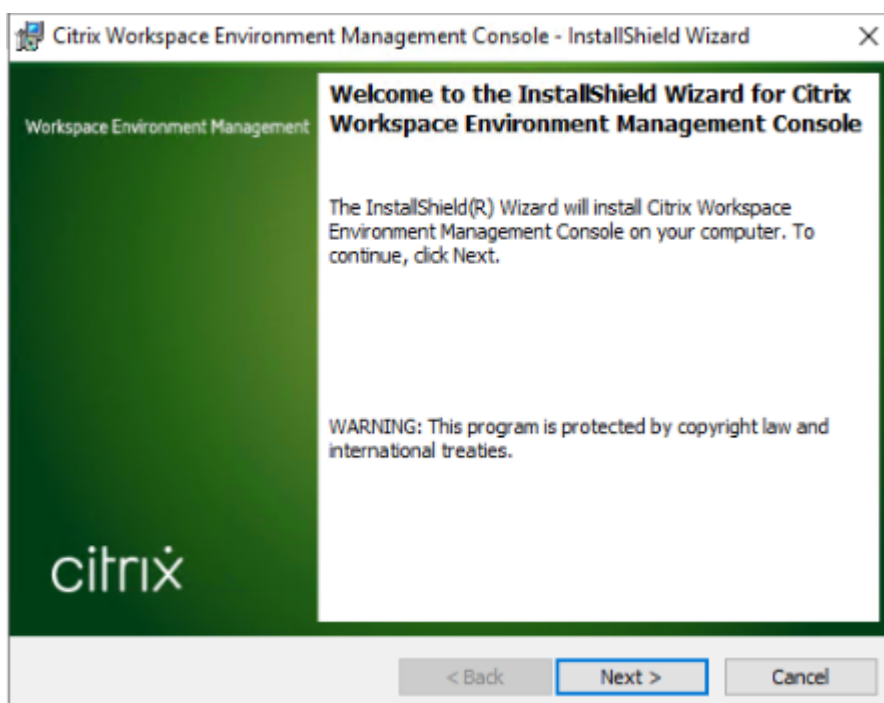 Citrix Workspace Environment Management Console - InstallShield Wizard
Workspace Environment Management
Welcome to the InstallShield Wizard for Citrix
Workspace Environment Management Console
The InstallShield(R) Wizard will install Citrix Workspace
Environment Management Console on your computer. To
continue, click Next.
WARNING: This program is protected by copyright law and
international treaties.
citrix
< Back
Next >
Cancel